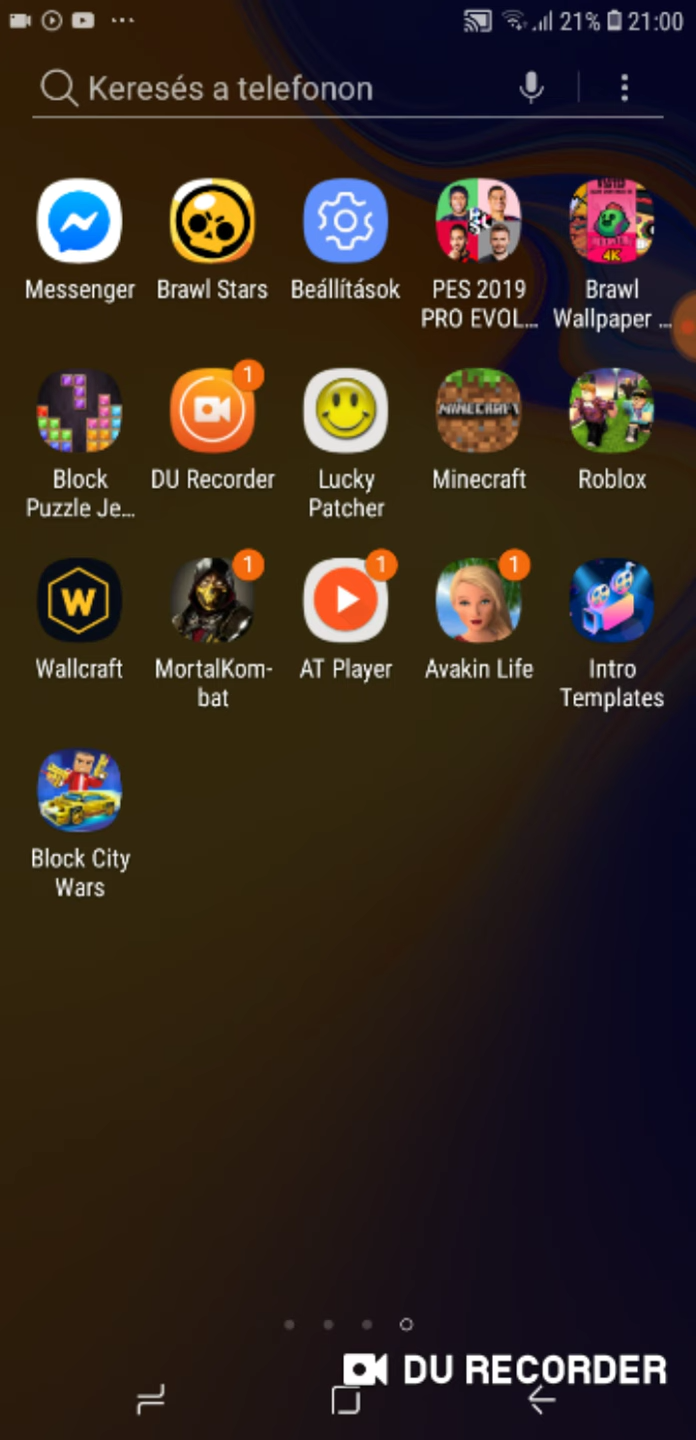 21% 21:00
Keresés a telefonon
Messenger Brawl Stars Beállítások PES 2019 Brawl
PRO EVOL... Wallpaper ...
4K
1
MINECRAFT
Block DU Recorder Lucky Minecraft Roblox
Puzzle Je... Patcher
1 1 1
W
Wallcraft MortalKom- AT Player Avakin Life Intro
bat Templates
Block City
Wars
DU RECORDER